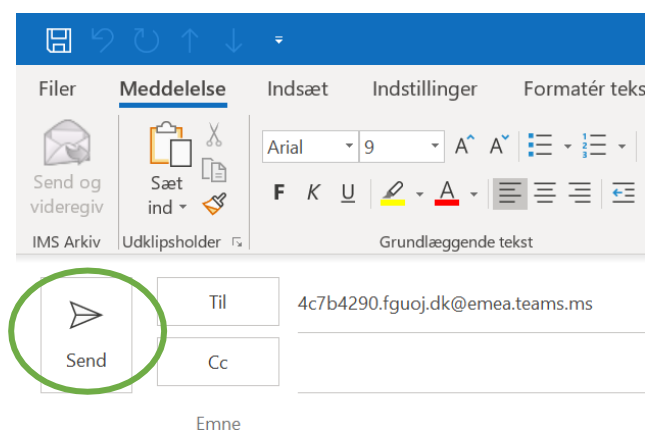 Filer Meddelelse Indsæt Indstillinger Formatér teks
Send og
videregiv
Sæt
ind
Arial 9 A A
F K U A
IMS Arkiv Udklipsholder Grundlæggende tekst
Send
Til 4c7b4290.fguoj.dk@emea.teams.ms
Cc
Emne